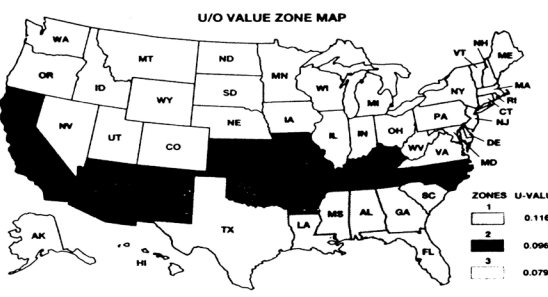 U/O VALUE ZONE MAP
WA
MT
ND
MN
VT
NH
ME
OR
ID
WY
SD
WI
MI
NY
MA
RI
CT
NJ
NV
UT
CO
NE
IA
IL
IN
OH
PA
WV
VA
DE
MD
AK
HI
TX
LA
MS
AL
GA
SC
FL
ZONES U-VALU
1
0.116
2
0.096
3
0.079